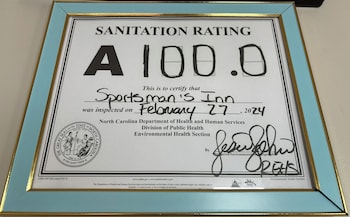 SANITATION RATING
A 100.0
This is to certify that
Sportsman's Inn
was inspected on February 27 2024
North Carolina Department of Health and Human Services
Division of Public Health
Environmental Health Section
By
REHS